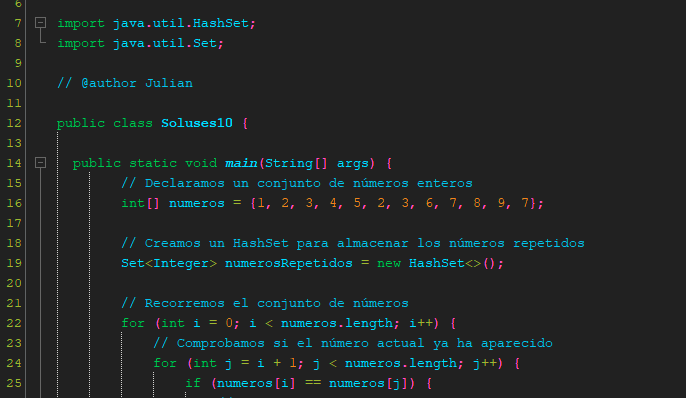 6
7 import java.util.HashSet;
8 import java.util.Set;
9
10 // @author Julian
11
12 public class Soluses10 {
13
14 public static void main(String[] args) {
15 // Declaramos un conjunto de números enteros
16 int[] numeros = {1, 2, 3, 4, 5, 2, 3, 6, 7, 8, 9, 7};
17
18 // Creamos un HashSet para almacenar los números repetidos
19 Set<Integer> numerosRepetidos = new HashSet<>();
20
21 // Recorremos el conjunto de números
22 for (int i = 0; i < numeros.length; i++) {
23 // Comprobamos si el número actual ya ha aparecido
24 for (int j = i + 1; j < numeros.length; j++) {
25 if (numeros[i] == numeros[j]) {